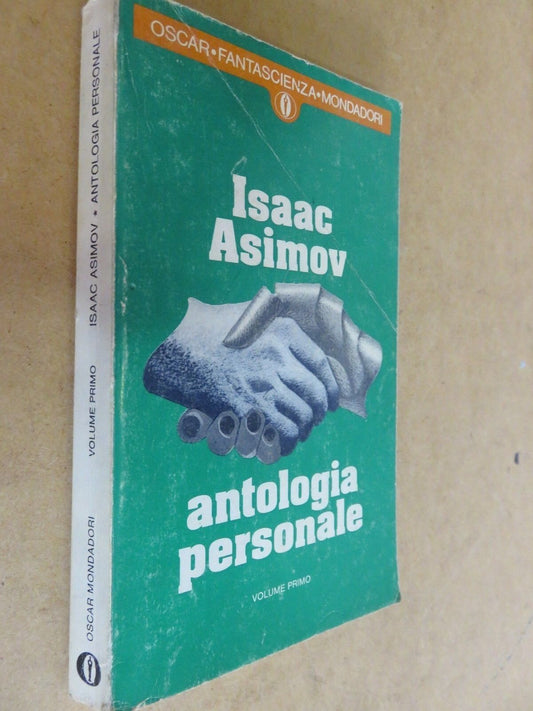 OSCAR•FANTASCIENZA•MONDADORI
Isaac
Asimov
antologia
personale
VOLUME PRIMO
OSCAR MONDADORI VOLUME PRIMO ISAAC ASIMOV ★ ANTOLOGIA PERSONALE